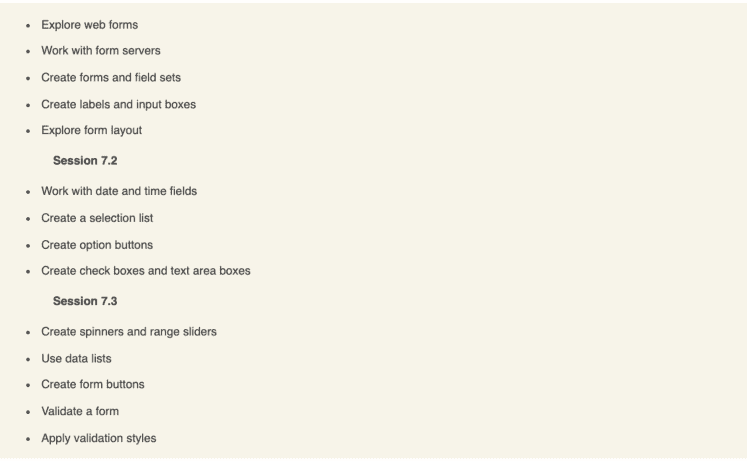 • Explore web forms
• Work with form servers
• Create forms and field sets
• Create labels and input boxes
• Explore form layout
Session 7.2
• Work with date and time fields
• Create a selection list
• Create option buttons
• Create check boxes and text area boxes
Session 7.3
• Create spinners and range sliders
• Use data lists
• Create form buttons
• Validate a form
• Apply validation styles